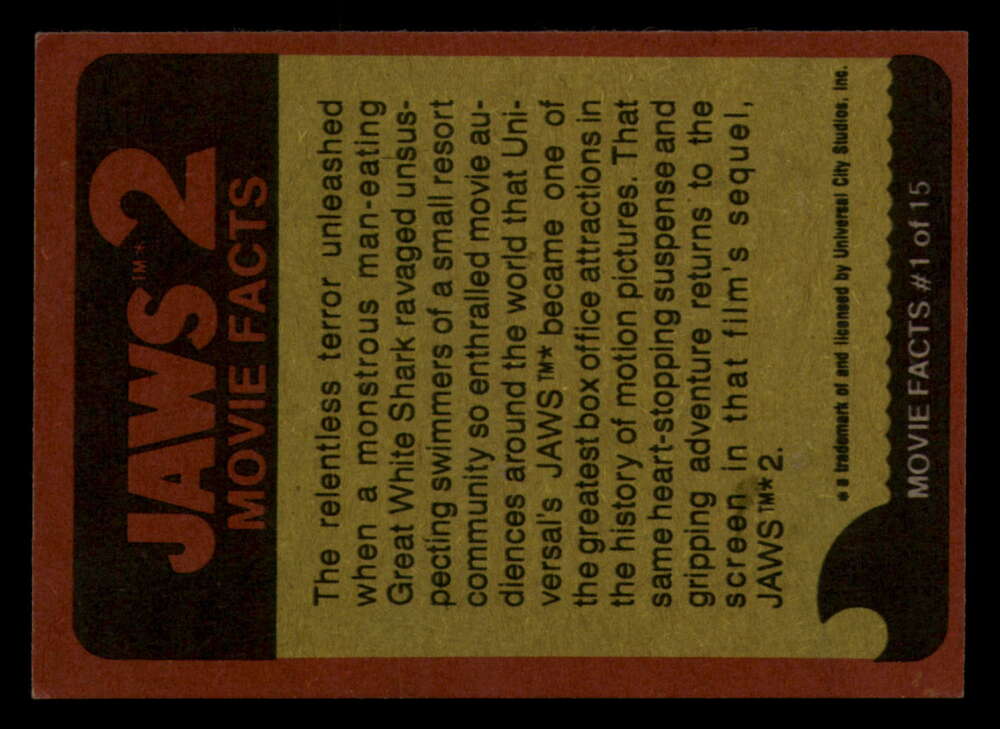 JAWS™*2
MOVIE FACTS
The relentless terror unleashed
when a monstrous man-eating
Great White Shark ravaged unsus-
pecting swimmers of a small resort
community so enthralled movie au-
diences around the world that Uni-
versal's JAWS™* became one of
the greatest box office attractions in
the history of motion pictures. That
same heart-stopping suspense and
gripping adventure returns to the
screen in that film's sequel,
JAWS™*2.
* a trademark of and licensed by Universal City Studios, Inc.
MOVIE FACTS #1 of 15